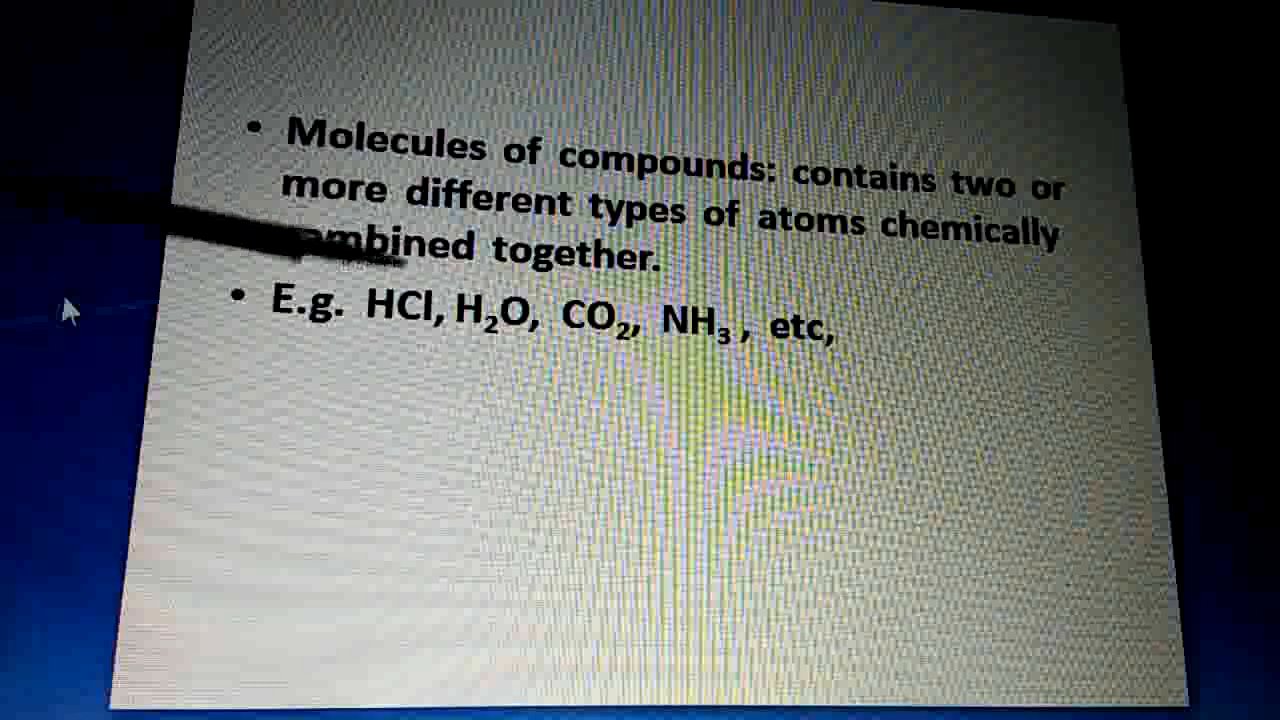 • Molecules of compounds: contains two or
more different types of atoms chemically
together.
• E.g. HCl, H₂O, CO₂, NH₃, etc,